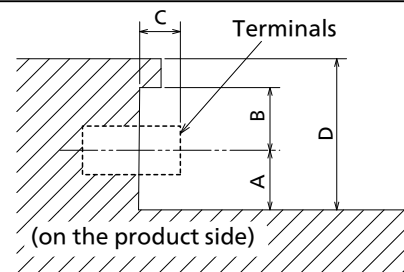 C
Terminals
B
D
A
(on the product side)